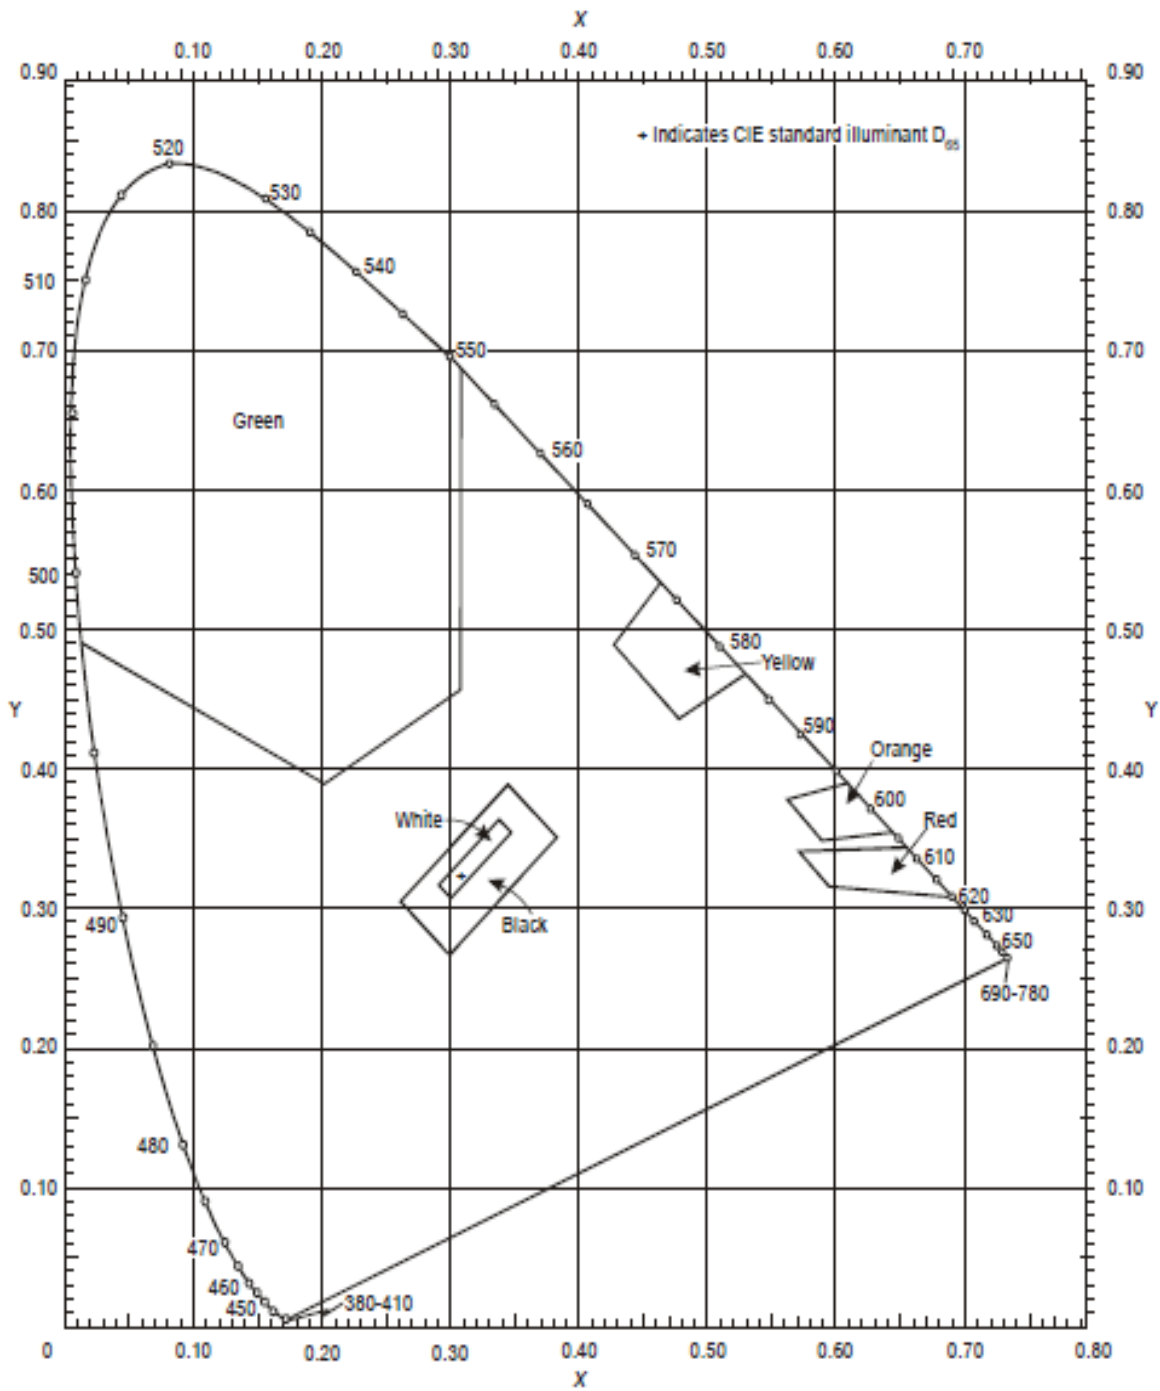 X
0.10 0.20 0.30 0.40 0.50 0.60 0.70
0.90 0.90
+ Indicates CIE standard illuminant D65
520
530
0.80 0.80
540
510
0.70 550 0.70
Green
560
0.60 0.60
570
500
0.50 0.50
580
Yellow
Y Y
590
Orange
0.40 0.40
600
White Red
610
620
0.30 0.30
630
490 Black
650
690-780
0.20 0.20
480
0.10 0.10
470
460
450 380-410
0 0.10 0.20 0.30 0.40 0.50 0.60 0.70 0.80
X